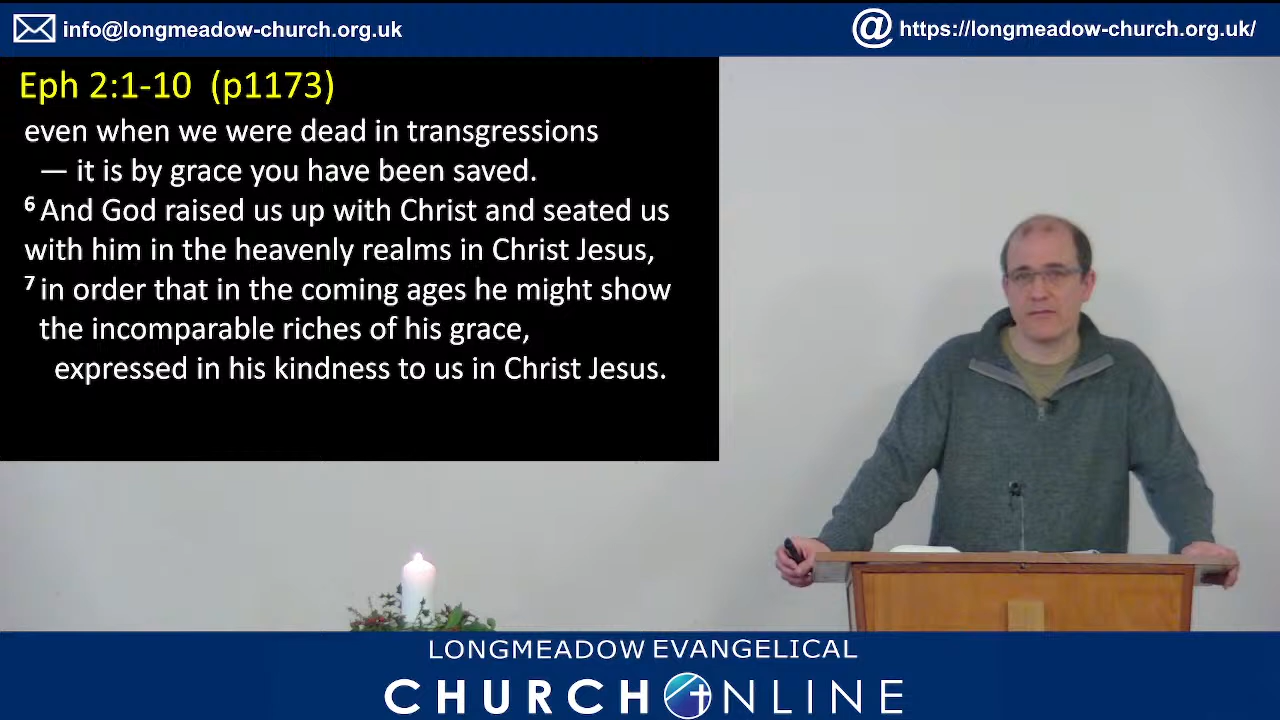 info@longmeadow-church.org.uk
https://longmeadow-church.org.uk/
Eph 2:1-10 (p1173)
even when we were dead in transgressions
— it is by grace you have been saved.
6 And God raised us up with Christ and seated us
with him in the heavenly realms in Christ Jesus,
7 in order that in the coming ages he might show
the incomparable riches of his grace,
expressed in his kindness to us in Christ Jesus.
LONGMEADOW EVANGELICAL
CHURCH ONLINE